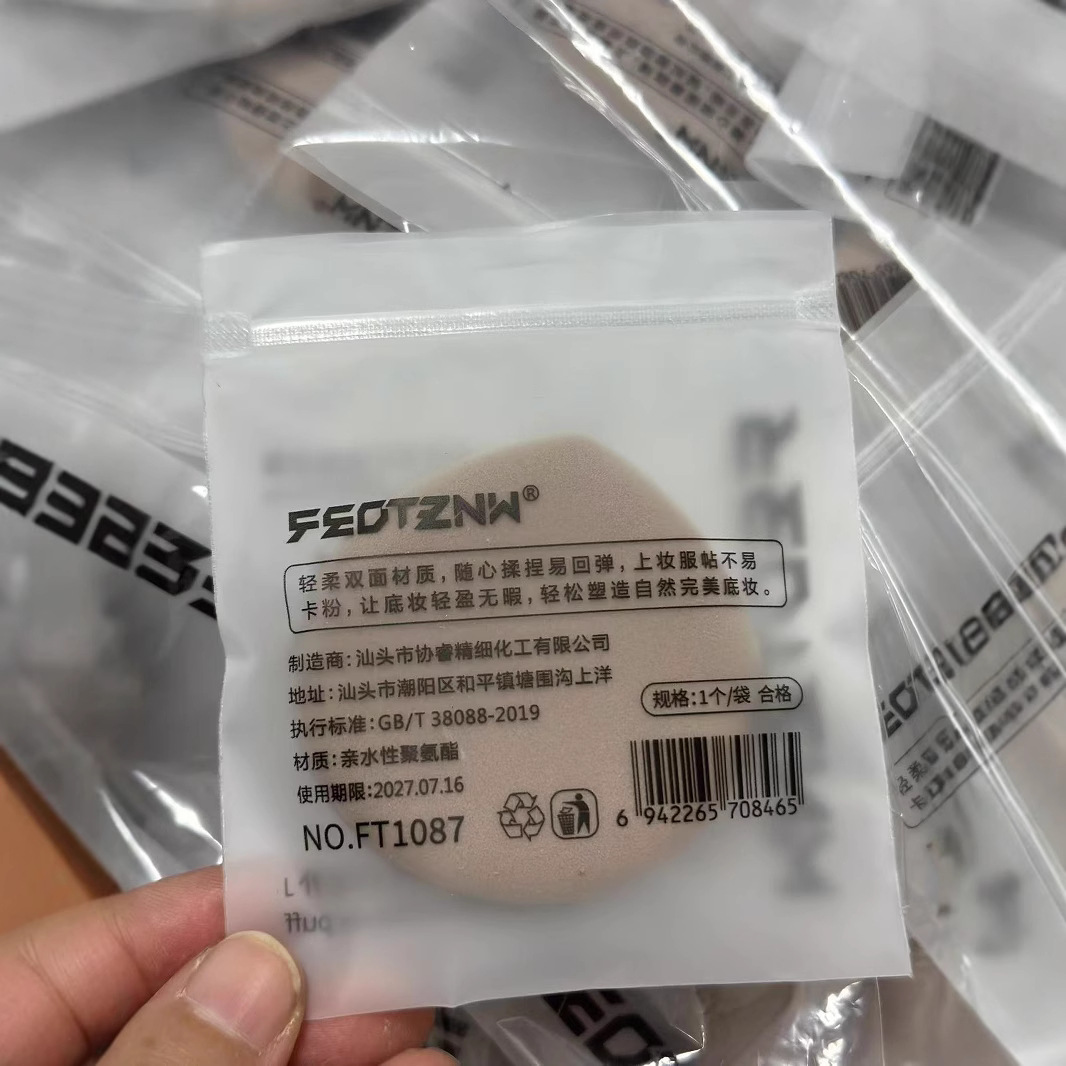 FEOTZNW®
轻柔双面材质，随心揉捏易回弹，上妆服帖不易
卡粉，让底妆轻盈无暇，轻松塑造自然完美底妆。
制造商：汕头市协睿精细化工有限公司
地址：汕头市潮阳区和平镇塘围沟上洋
执行标准：GB/T 38088-2019
材质：亲水性聚氨酯
使用期限：2027.07.16
NO.FT1087
规格：1个/袋 合格
6 942265 708465
puff